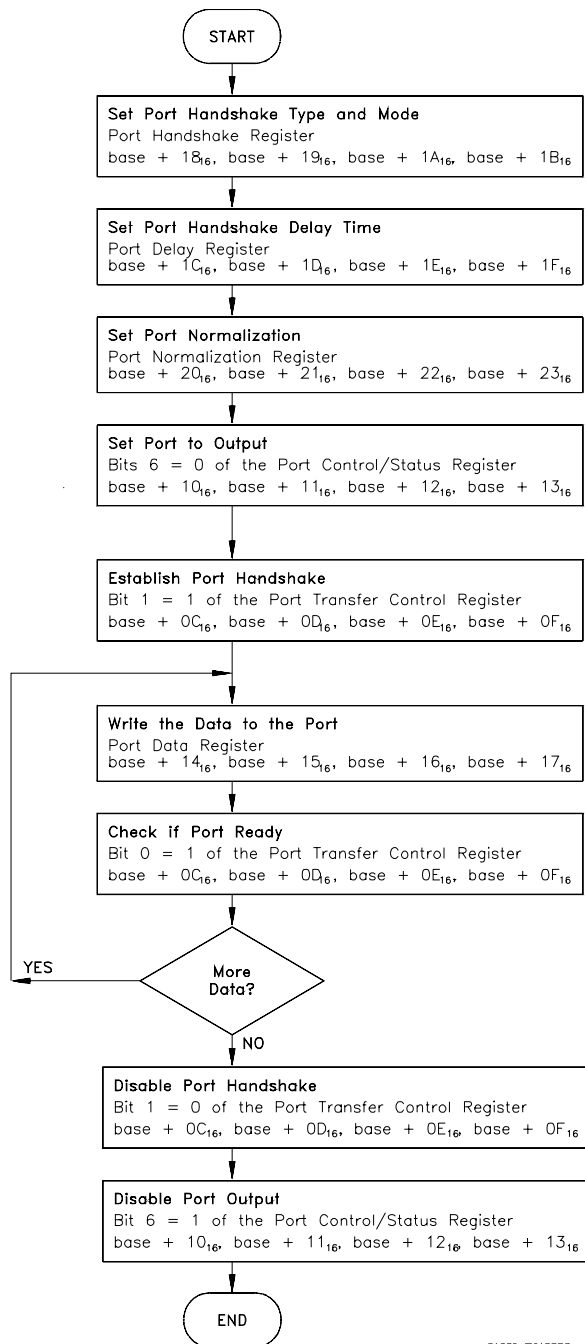 START
Set Port Handshake Type and Mode
Port Handshake Register
base + 18₁₆, base + 19₁₆, base + 1A₁₆, base + 1B₁₆
Set Port Handshake Delay Time
Port Delay Register
base + 1C₁₆, base + 1D₁₆, base + 1E₁₆, base + 1F₁₆
Set Port Normalization
Port Normalization Register
base + 20₁₆, base + 21₁₆, base + 22₁₆, base + 23₁₆
Set Port to Output
Bits 6 = 0 of the Port Control/Status Register
base + 10₁₆, base + 11₁₆, base + 12₁₆, base + 13₁₆
Establish Port Handshake
Bit 1 = 1 of the Port Transfer Control Register
base + 0C₁₆, base + 0D₁₆, base + 0E₁₆, base + 0F₁₆
Write the Data to the Port
Port Data Register
base + 14₁₆, base + 15₁₆, base + 16₁₆, base + 17₁₆
Check if Port Ready
Bit 0 = 1 of the Port Transfer Control Register
base + 0C₁₆, base + 0D₁₆, base + 0E₁₆, base + 0F₁₆
YES
More
Data?
NO
Disable Port Handshake
Bit 1 = 0 of the Port Transfer Control Register
base + 0C₁₆, base + 0D₁₆, base + 0E₁₆, base + 0F₁₆
Disable Port Output
Bit 6 = 1 of the Port Control/Status Register
base + 10₁₆, base + 11₁₆, base + 12₁₆, base + 13₁₆
END